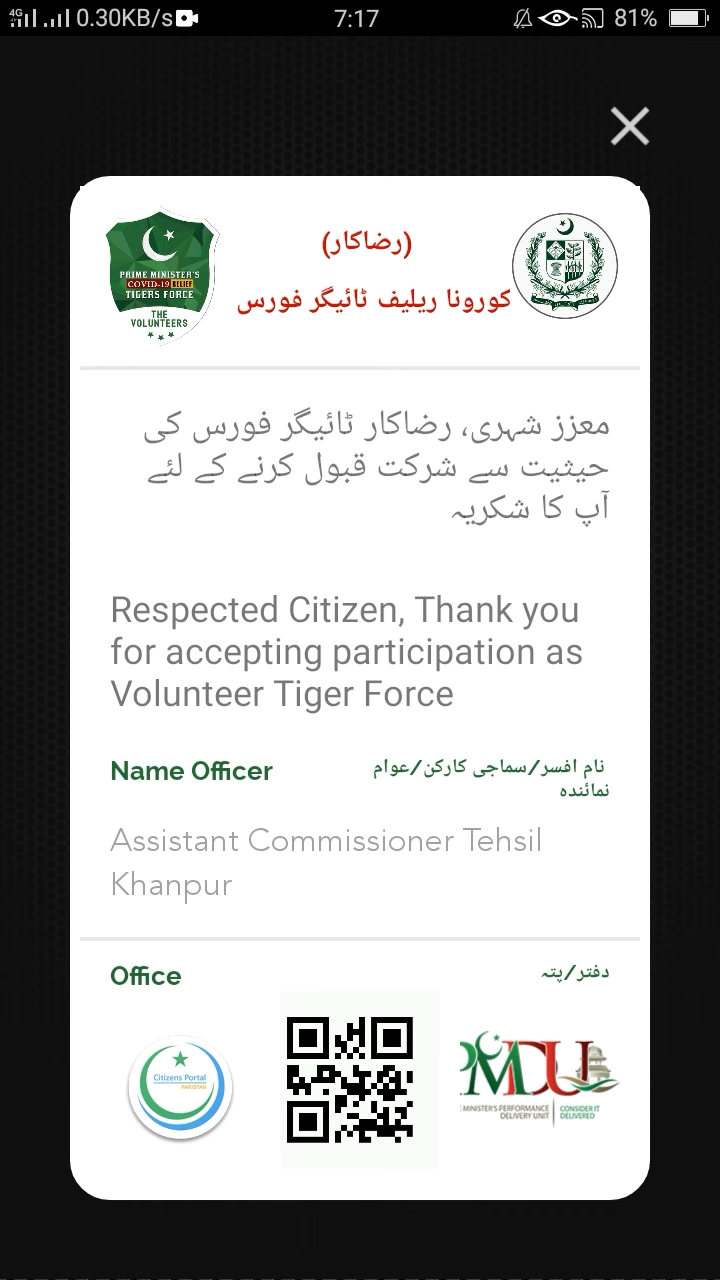 4G 0.30KB/s 7:17 81%
PRIME MINISTER'S
COVID-19 RELIEF
TIGERS FORCE
THE
VOLUNTEERS
(رضاکار)
کورونا ریلیف ٹائیگر فورس
معزز شہری، رضاکار ٹائیگر فورس کی
حیثیت سے شرکت قبول کرنے کے لئے
آپ کا شکریہ
Respected Citizen, Thank you
for accepting participation as
Volunteer Tiger Force
Name Officer
نام افسر/سماجی کارکن/عوام
نمائندہ
Assistant Commissioner Tehsil
Khanpur
Office
دفتر/پتہ
Citizens Portal
PAKISTAN
PMDU
MINISTER'S PERFORMANCE
DELIVERY UNIT
CONSIDER IT
DELIVERED